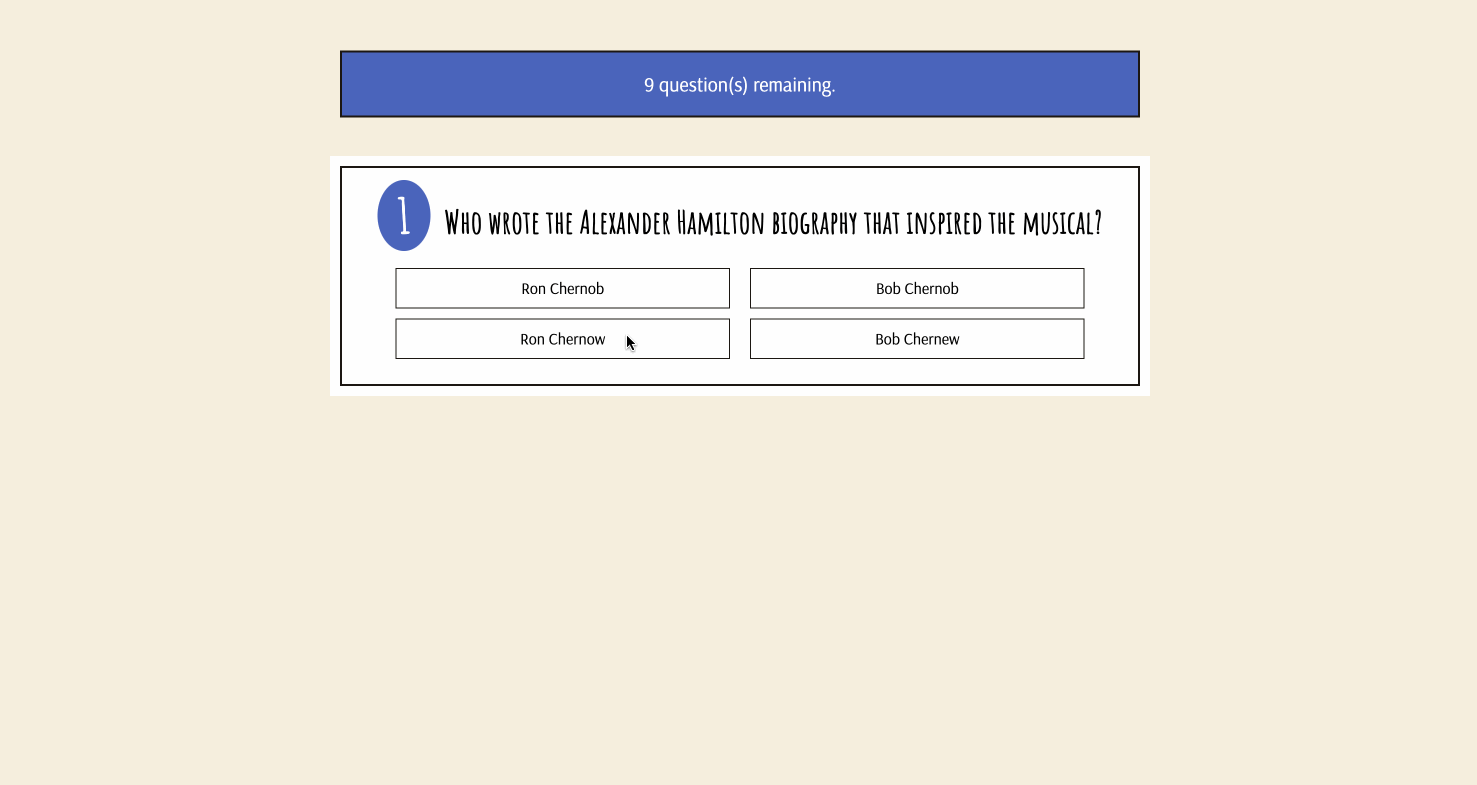 9 question(s) remaining.
1
Who wrote the Alexander Hamilton biography that inspired the musical?
Ron Chernob
Bob Chernob
Ron Chernow
Bob Chernew